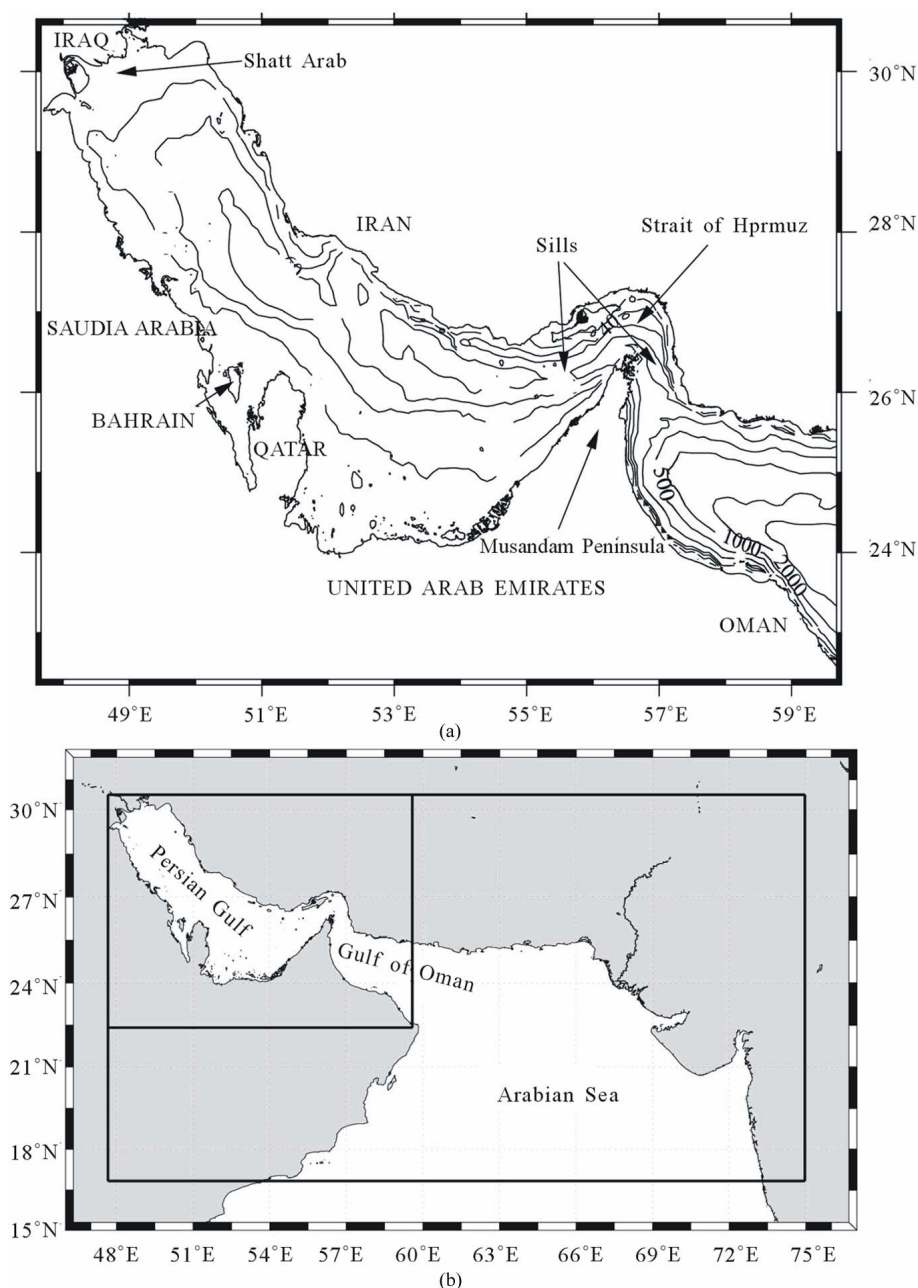 IRAQ
Shatt Arab
30°N
IRAN
28°N
Strait of Hprmuz
Sills
SAUDIA ARABIA
26°N
BAHRAIN
QATAR
500
Musandam Peninsula
1000
24°N
2000
UNITED ARAB EMIRATES
OMAN
49°E 51°E 53°E 55°E 57°E 59°E
(a)
30°N
Persian Gulf
27°N
Gulf of Oman
24°N
21°N
Arabian Sea
18°N
15°N
48°E 51°E 54°E 57°E 60°E 63°E 66°E 69°E 72°E 75°E
(b)